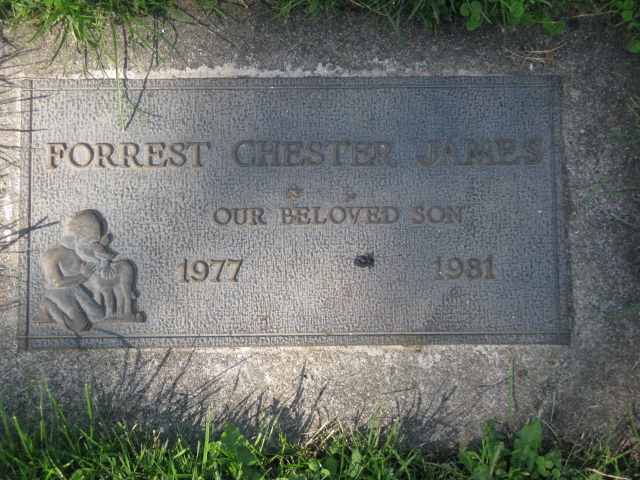 FORREST CHESTER JAMES
OUR BELOVED SON
1977 1981